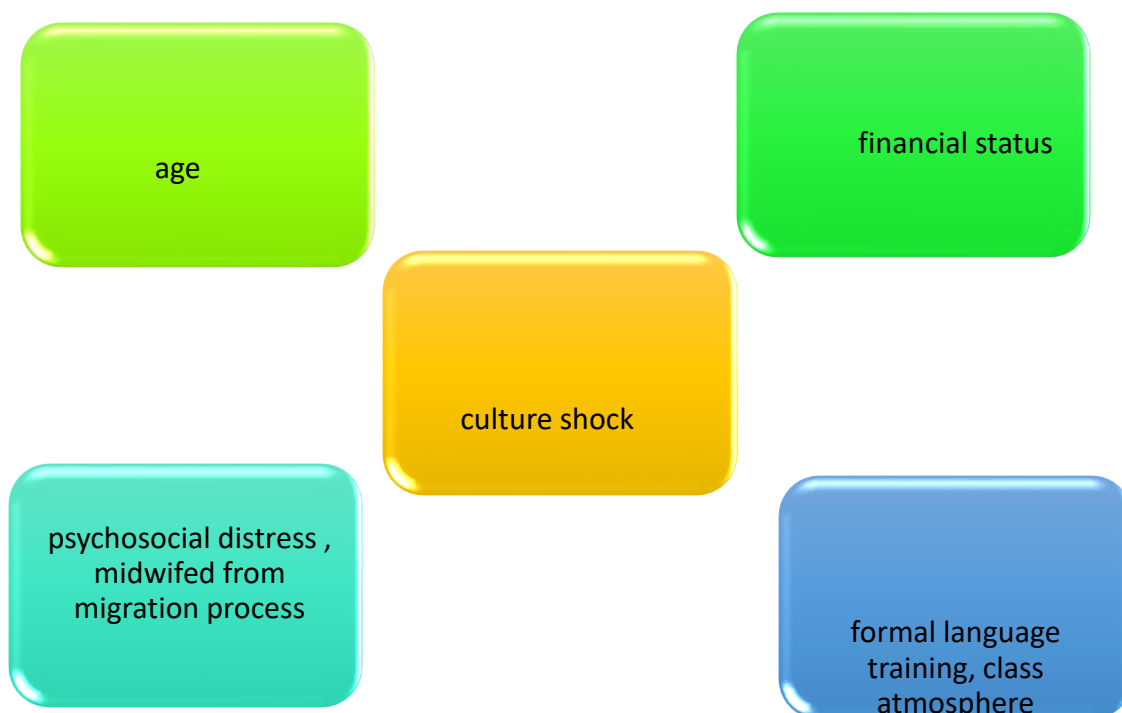 age
financial status
culture shock
psychosocial distress ,
midwifed from
migration process
formal language
training, class
atmosphere